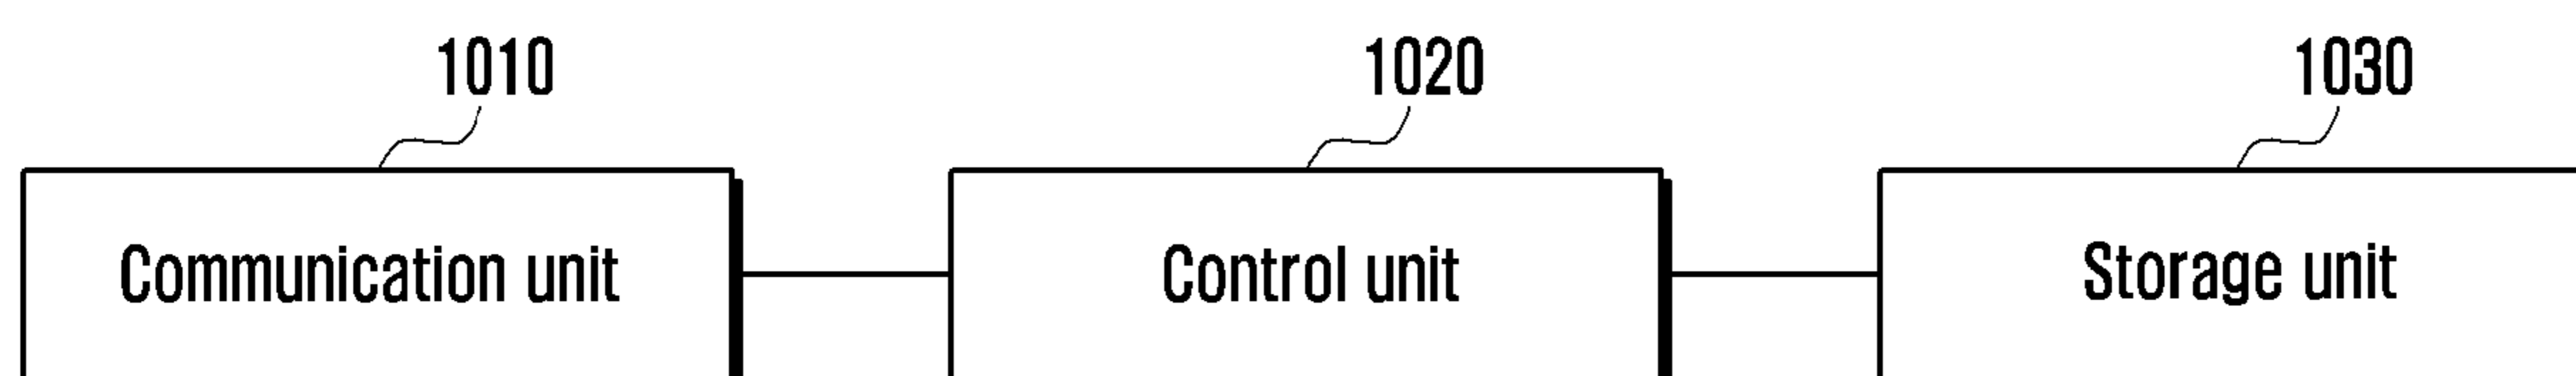 1010 1020 1030
Communication unit Control unit Storage unit